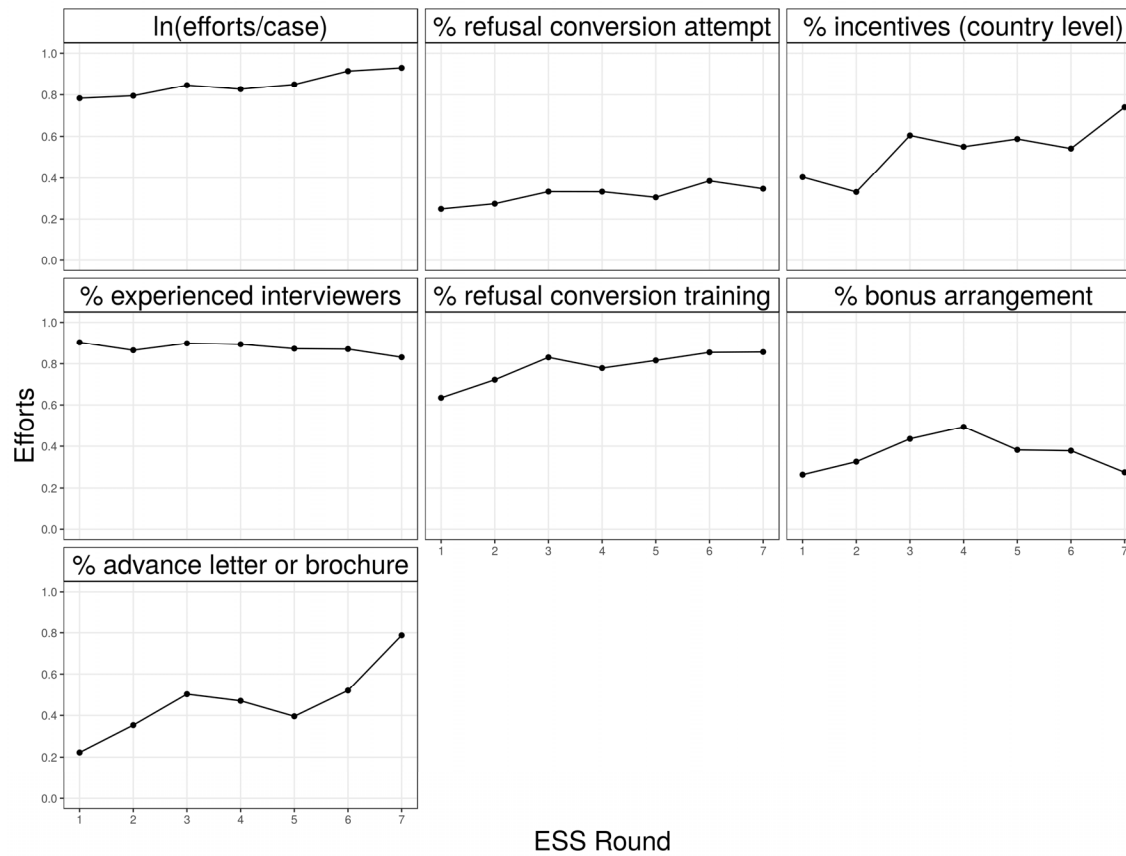 ln(efforts/case)
% refusal conversion attempt
% incentives (country level)
1.0
0.8
0.6
0.4
0.2
0.0
% experienced interviewers
% refusal conversion training
% bonus arrangement
1.0
0.8
0.6
0.4
0.2
0.0
Efforts
1 2 3 4 5 6 7
1 2 3 4 5 6 7
% advance letter or brochure
1.0
0.8
0.6
0.4
0.2
0.0
1 2 3 4 5 6 7
ESS Round